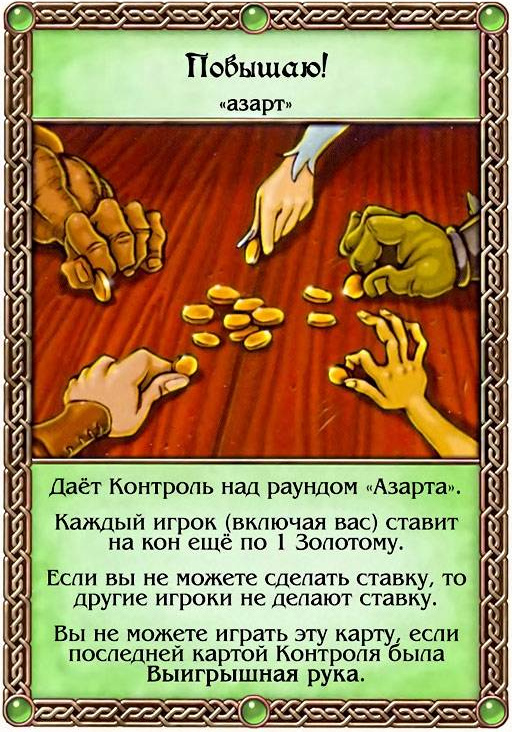 Повышаю!
«азарт»
Даёт Контроль над раундом «Азарта».
Каждый игрок (включая вас) ставит
на кон ещё по 1 Золотому.
Если вы не можете сделать ставку, то
другие игроки не делают ставку.
Вы не можете играть эту карту, если
последней картой Контроля была
Выигрышная рука.